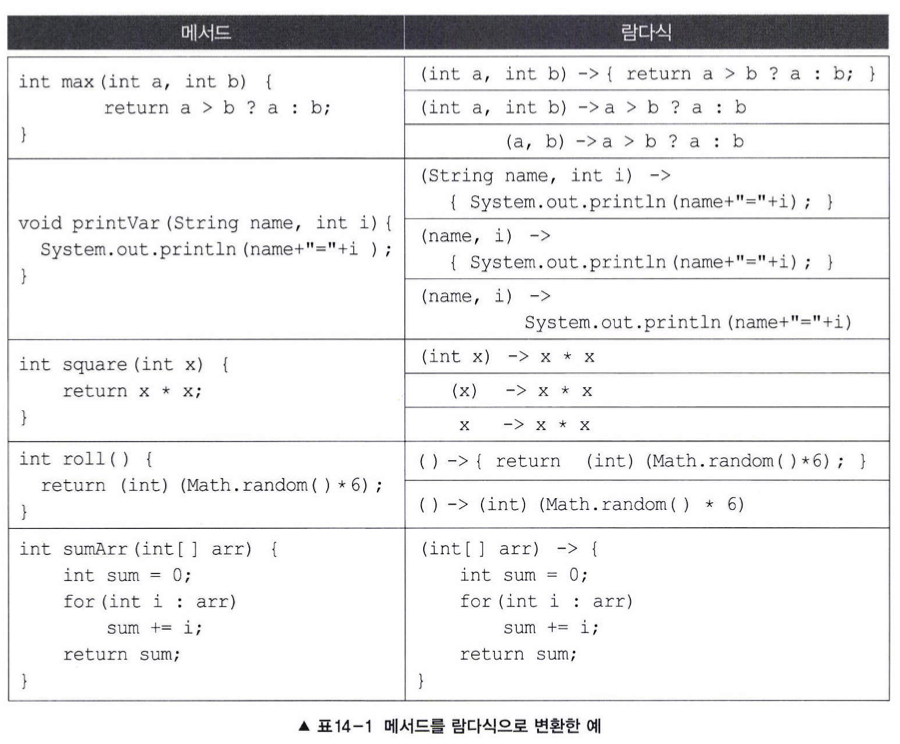 메서드
람다식
int max(int a, int b) {
return a > b ? a : b;
}
(int a, int b) -> { return a > b ? a : b; }
(int a, int b) -> a > b ? a : b
(a, b) -> a > b ? a : b
void printVar(String name, int i) {
System.out.println(name+"="+i );
}
(String name, int i) ->
{ System.out.println(name+"="+i); }
(name, i) ->
{ System.out.println(name+"="+i); }
(name, i) ->
System.out.println(name+"="+i)
int square(int x) {
return x * x;
}
(int x) -> x * x
(x) -> x * x
x -> x * x
int roll() {
return (int) (Math.random()*6);
}
() -> { return (int) (Math.random()*6); }
() -> (int) (Math.random() * 6)
int sumArr(int[] arr) {
int sum = 0;
for(int i : arr)
sum += i;
return sum;
}
(int[] arr) -> {
int sum = 0;
for(int i : arr)
sum += i;
return sum;
}
▲ 표14-1 메서드를 람다식으로 변환한 예